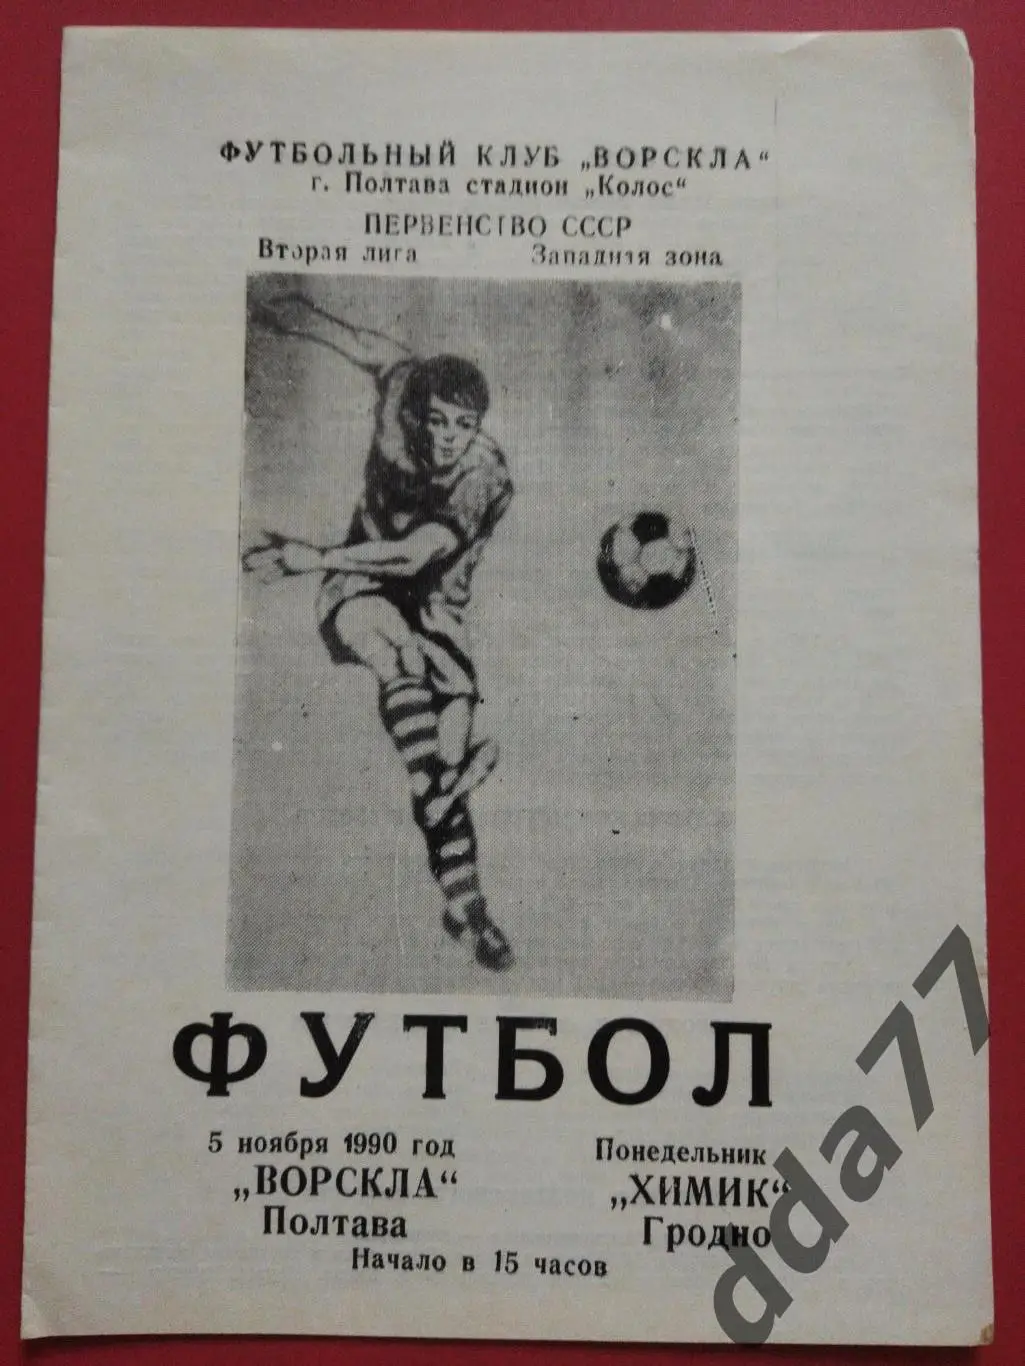 ФУТБОЛЬНЫЙ КЛУБ „ВОРСКЛА“
г. Полтава стадион „Колос“
ПЕРВЕНСТВО СССР
Вторая лига Западная зона
ФУТБОЛ
5 ноября 1990 год Понедельник
„ВОРСКЛА“ „ХИМИК“
Полтава Гродно
Начало в 15 часов
dda77